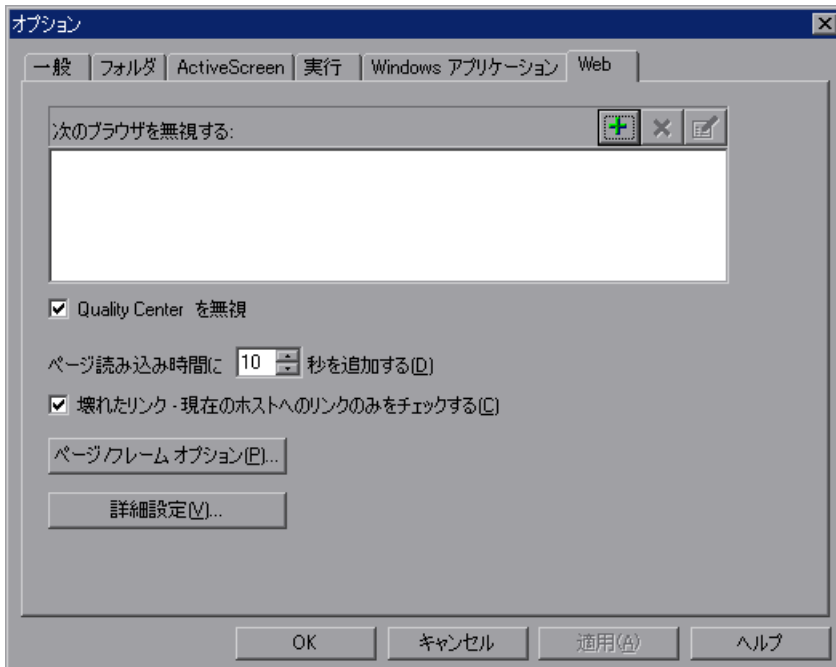 オプション
一般 フォルダ ActiveScreen 実行 Windows アプリケーション Web
次のブラウザを無視する:
Quality Center を無視
ページ読み込み時間に 10 秒を追加する(D)
壊れたリンク - 現在のホストへのリンクのみをチェックする(C)
ページ/フレーム オプション(P)...
詳細設定(V)...
OK キャンセル 適用(A) ヘルプ